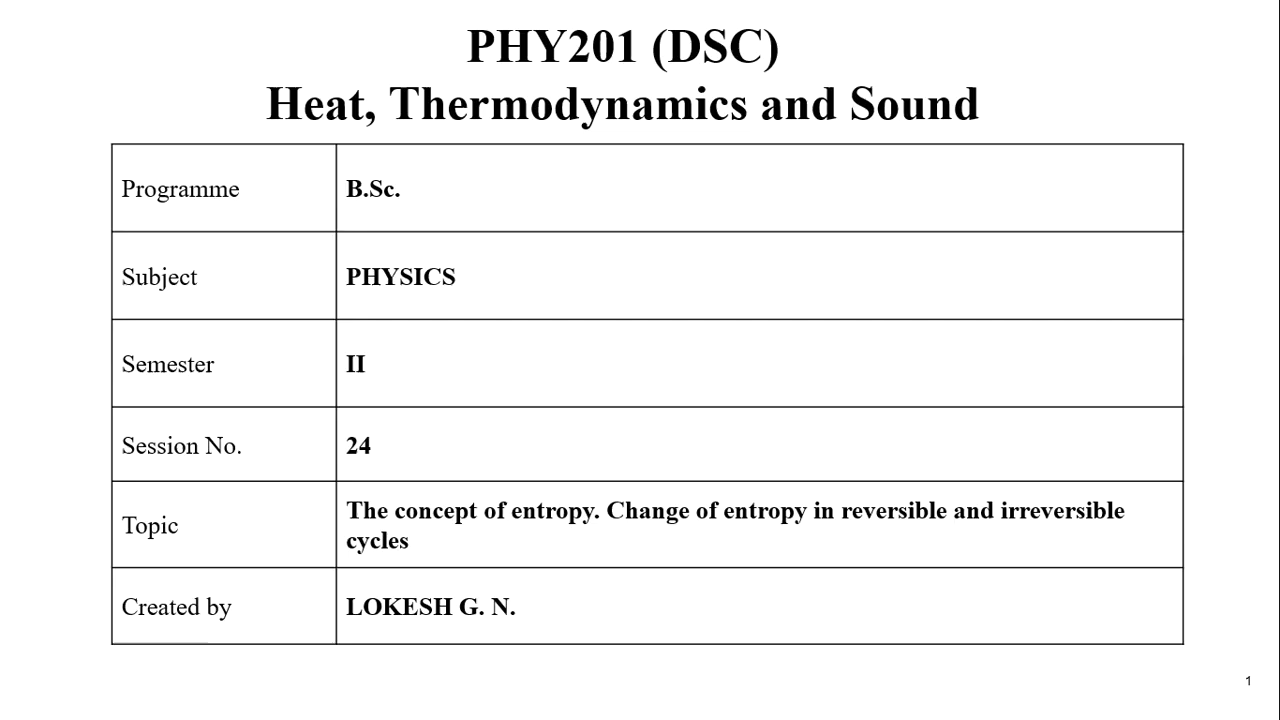 PHY201 (DSC)
Heat, Thermodynamics and Sound
Programme
B.Sc.
Subject
PHYSICS
Semester
II
Session No.
24
Topic
The concept of entropy. Change of entropy in reversible and irreversible
cycles
Created by
LOKESH G. N.
1